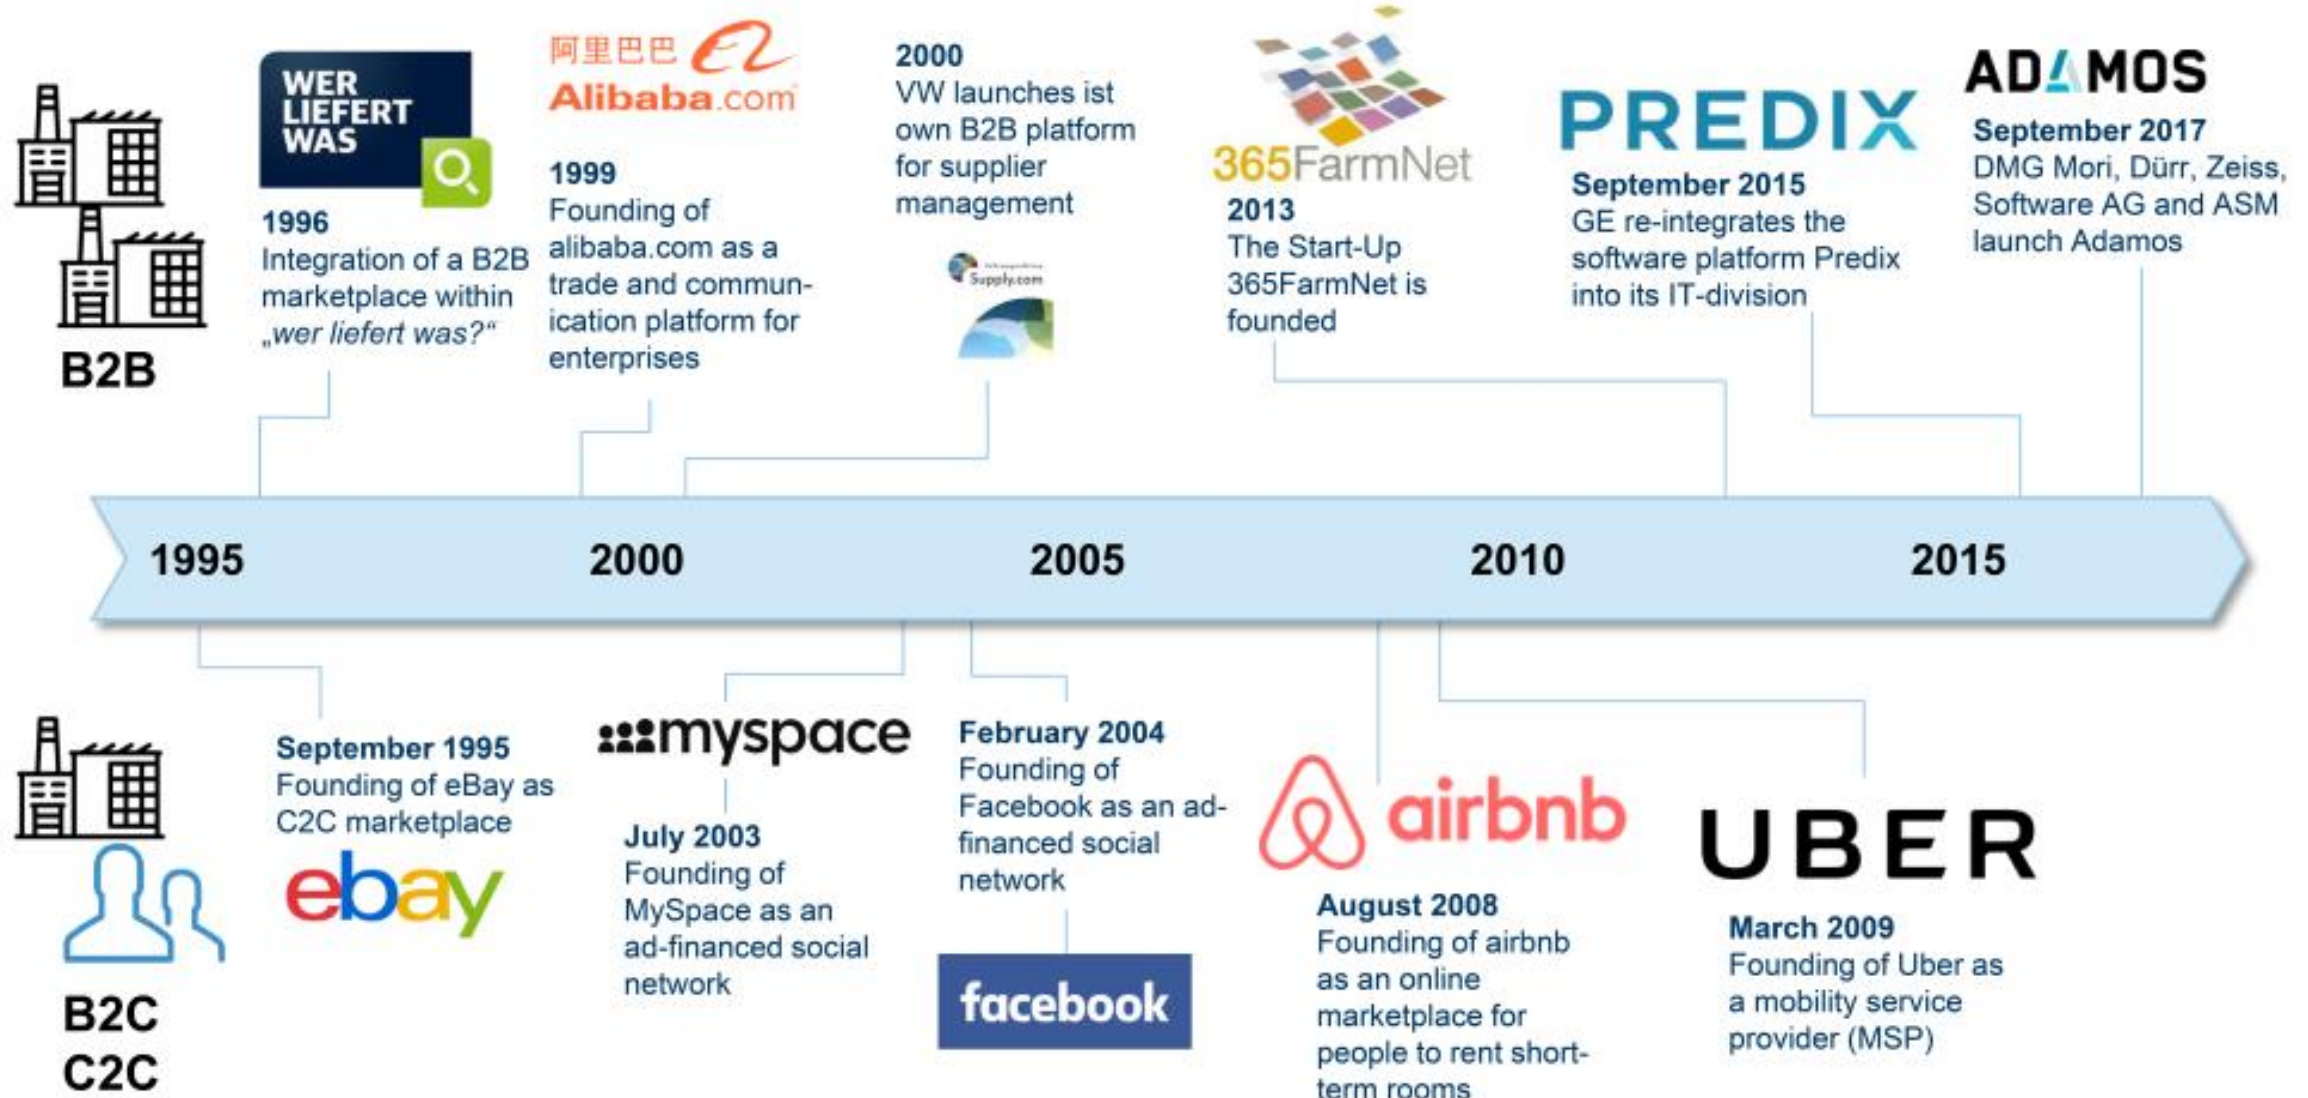 WER
LIEFERT
WAS
1996
Integration of a B2B
marketplace within
„wer liefert was?“
阿里巴巴
Alibaba.com
1999
Founding of
alibaba.com as a
trade and commun-
ication platform for
enterprises
2000
VW launches ist
own B2B platform
for supplier
management
Supply.com
365FarmNet
2013
The Start-Up
365FarmNet is
founded
PREDIX
September 2015
GE re-integrates the
software platform Predix
into its IT-division
ADAMOS
September 2017
DMG Mori, Dürr, Zeiss,
Software AG and ASM
launch Adamos
B2B
1995
2000
2005
2010
2015
September 1995
Founding of eBay as
C2C marketplace
ebay
myspace
July 2003
Founding of
MySpace as an
ad-financed social
network
February 2004
Founding of
Facebook as an ad-
financed social
network
facebook
airbnb
August 2008
Founding of airbnb
as an online
marketplace for
people to rent short-
term rooms
UBER
March 2009
Founding of Uber as
a mobility service
provider (MSP)
B2C
C2C